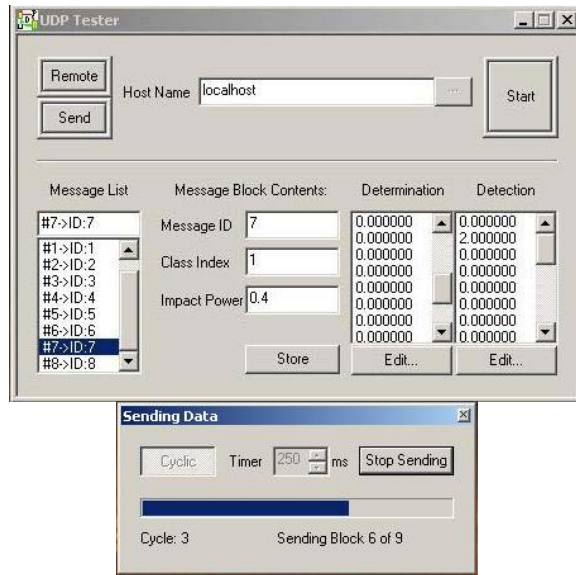 UDP Tester
Remote
Send
Host Name localhost ...
Start
Message List Message Block Contents: Determination Detection
#7->ID:7
#1->ID:1
#2->ID:2
#3->ID:3
#4->ID:4
#5->ID:5
#6->ID:6
#7->ID:7
#8->ID:8
Message ID 7
Class Index 1
Impact Power 0.4
Store
0.000000 0.000000
0.000000 2.000000
0.000000 0.000000
0.000000 0.000000
0.000000 0.000000
0.000000 0.000000
0.000000 0.000000
0.000000 0.000000
0.000000 0.000000
Edit... Edit...
Sending Data
Cyclic Timer 250 ms Stop Sending
Cycle: 3 Sending Block 6 of 9